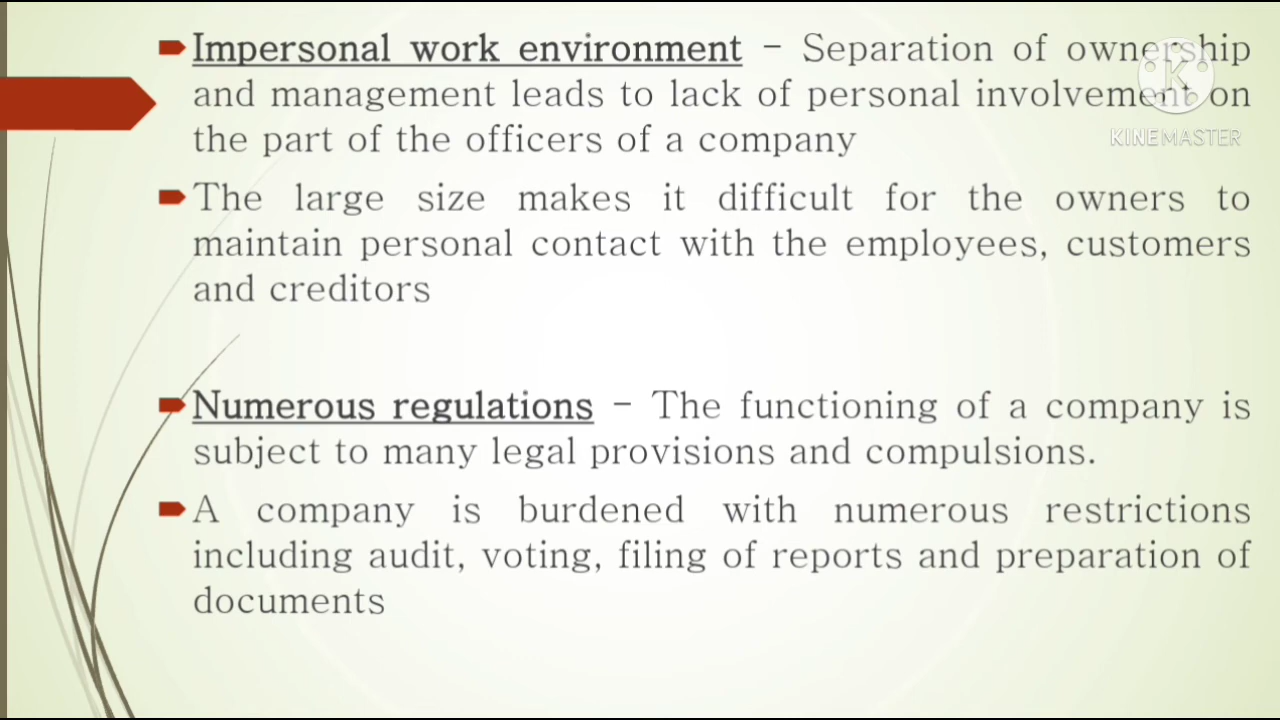 Impersonal work environment – Separation of ownership
and management leads to lack of personal involvement on
the part of the officers of a company
KINEMASTER
The large size makes it difficult for the owners to
maintain personal contact with the employees, customers
and creditors
Numerous regulations – The functioning of a company is
subject to many legal provisions and compulsions.
A company is burdened with numerous restrictions
including audit, voting, filing of reports and preparation of
documents